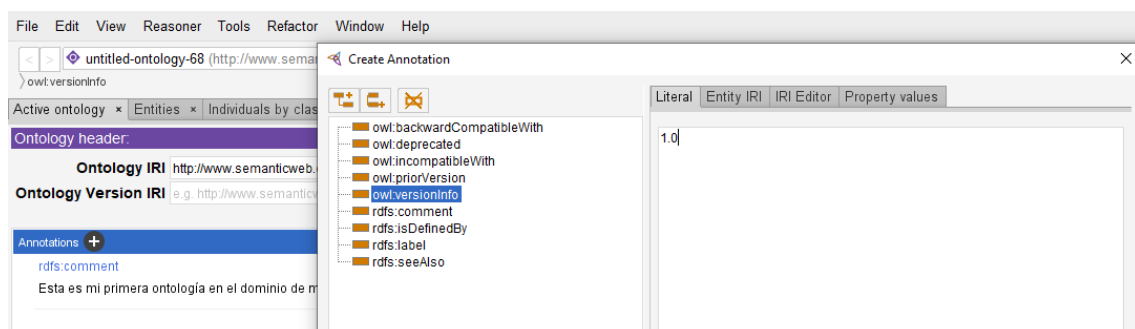 File Edit View Reasoner Tools Refactor Window Help
< > untitled-ontology-68 (http://www.semar
owl:versionInfo
Active ontology × Entities × Individuals by clas
Ontology header:
Ontology IRI http://www.semanticweb.
Ontology Version IRI e.g. http://www.semanticw
Annotations +
rdfs:comment
Esta es mi primera ontología en el dominio de m
Create Annotation
owl:backwardCompatibleWith
owl:deprecated
owl:incompatibleWith
owl:priorVersion
owl:versionInfo
rdfs:comment
rdfs:isDefinedBy
rdfs:label
rdfs:seeAlso
Literal Entity IRI IRI Editor Property values
1.0